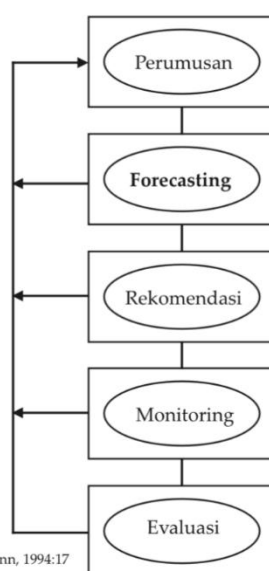 Perumusan
Forecasting
Rekomendasi
Monitoring
Evaluasi
nn, 1994:17